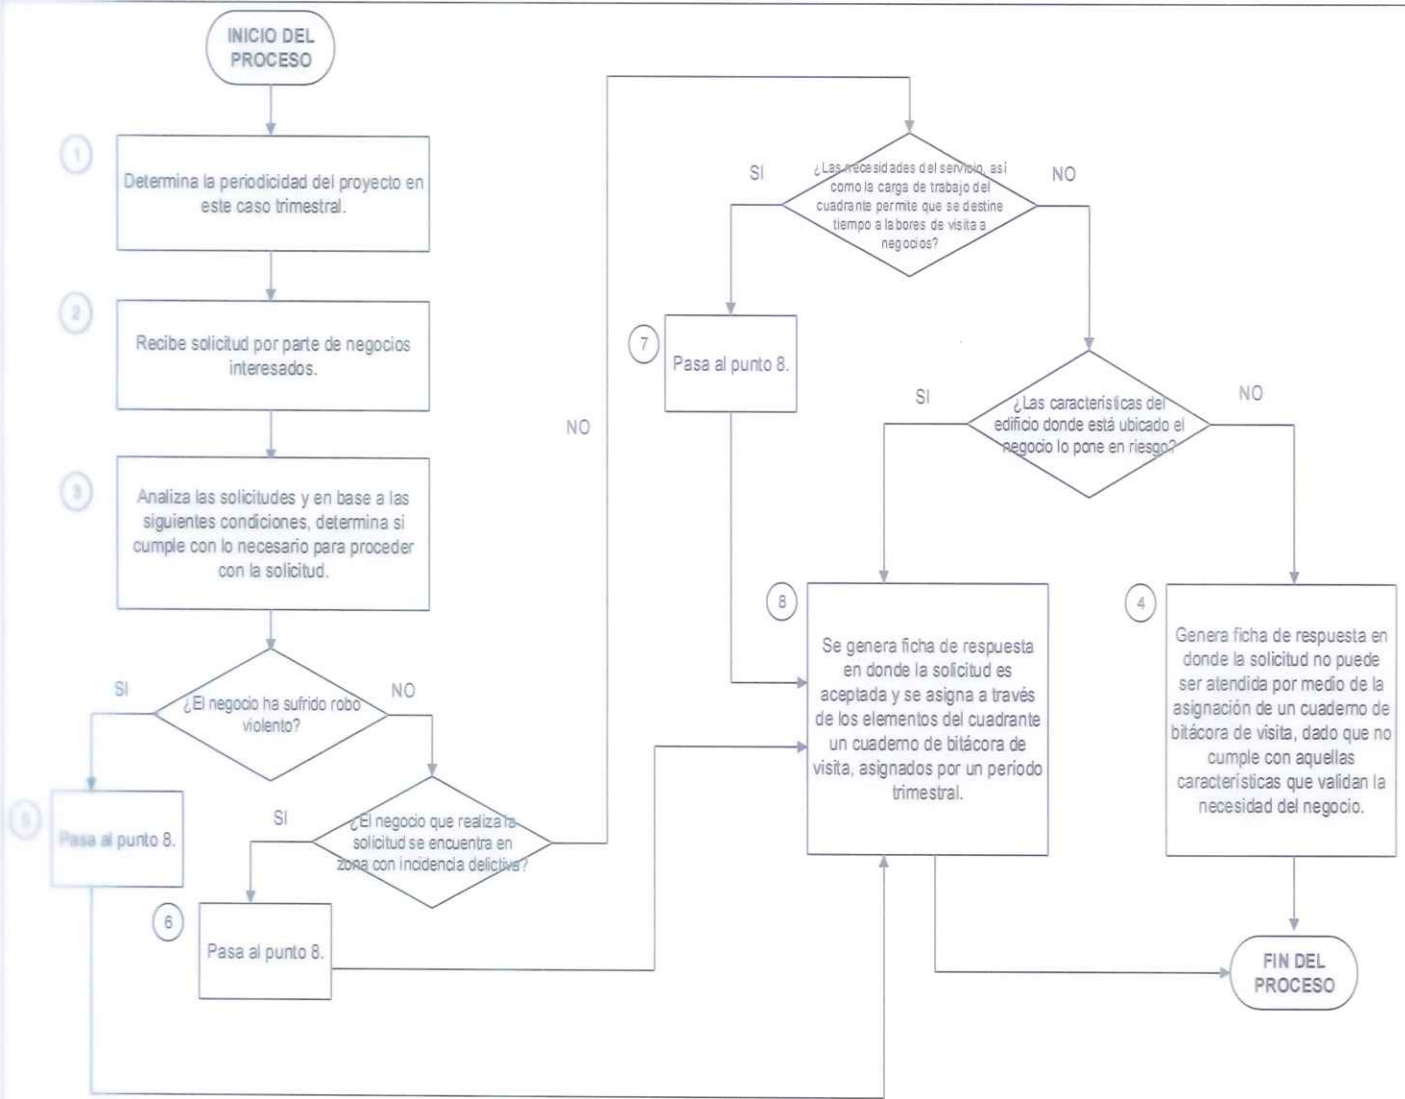 INICIO DEL
PROCESO
1
Determina la periodicidad del proyecto en
este caso trimestral.
2
Recibe solicitud por parte de negocios
interesados.
3
Analiza las solicitudes y en base a las
siguientes condiciones, determina si
cumple con lo necesario para proceder
con la solicitud.
SI
¿El negocio ha sufrido robo
violento?
NO
5
Pasa al punto 8.
SI
¿El negocio que realiza la
solicitud se encuentra en
zona con incidencia delictiva?
NO
6
Pasa al punto 8.
SI
¿Las necesidades del servicio, así
como la carga de trabajo del
cuadrante permite que se destine
tiempo a labores de visita a
negocios?
NO
7
Pasa al punto 8.
SI
¿Las características del
edificio donde está ubicado el
negocio lo pone en riesgo?
NO
8
Se genera ficha de respuesta
en donde la solicitud es
aceptada y se asigna a través
de los elementos del cuadrante
un cuaderno de bitácora de
visita, asignados por un período
trimestral.
4
Genera ficha de respuesta en
donde la solicitud no puede
ser atendida por medio de la
asignación de un cuaderno de
bitácora de visita, dado que no
cumple con aquellas
características que validan la
necesidad del negocio.
FIN DEL
PROCESO